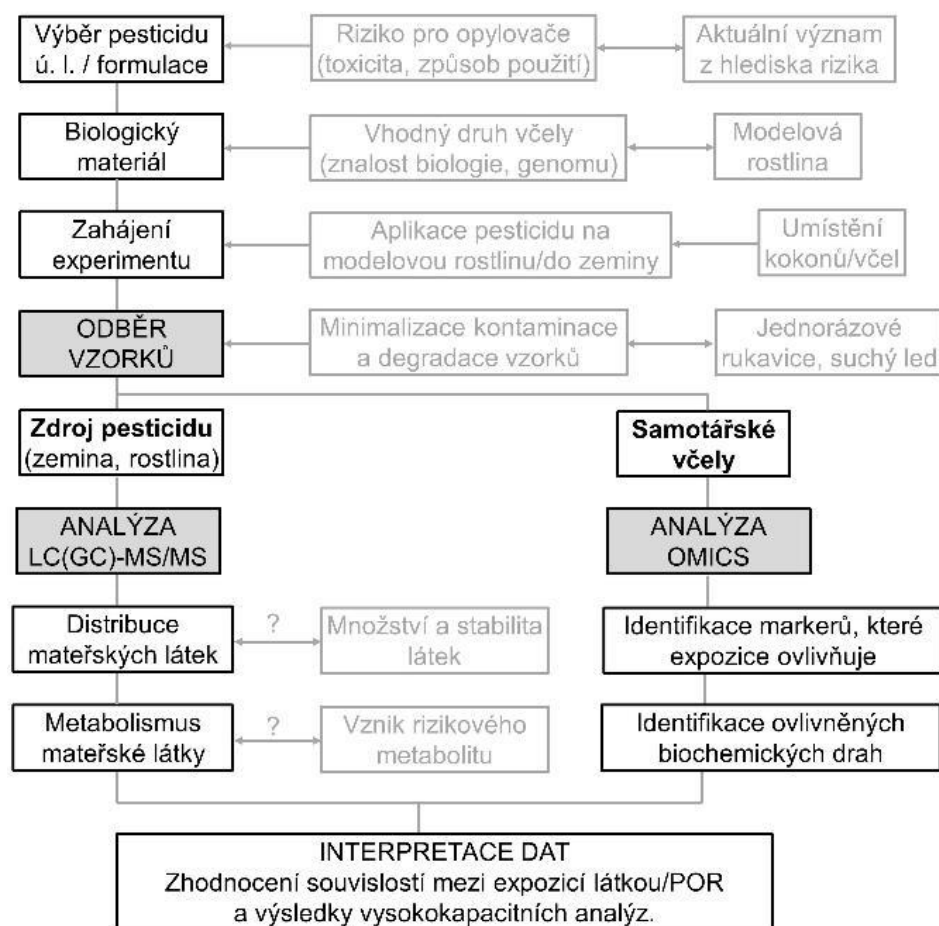 Výběr pesticidu
ú. l. / formulace
Riziko pro opylovače
(toxicita, způsob použití)
Aktuální význam
z hlediska rizika
Biologický
materiál
Vhodný druh včely
(znalost biologie, genomu)
Modelová
rostlina
Zahájení
experimentu
Aplikace pesticidu na
modelovou rostlinu/do zeminy
Umístění
kokonů/včel
ODBĚR
VZORKŮ
Minimalizace kontaminace
a degradace vzorků
Jednorázové
rukavice, suchý led
Zdroj pesticidu
(zemina, rostlina)
Samotářské
včely
ANALÝZA
LC(GC)-MS/MS
ANALÝZA
OMICS
Distribuce
mateřských látek
?
Množství a stabilita
látek
Identifikace markerů, které
expozice ovlivňuje
Metabolismus
mateřské látky
?
Vznik rizikového
metabolitu
Identifikace ovlivněných
biochemických drah
INTERPRETACE DAT
Zhodnocení souvislostí mezi expozicí látkou/POR
a výsledky vysokokapacitních analýz.